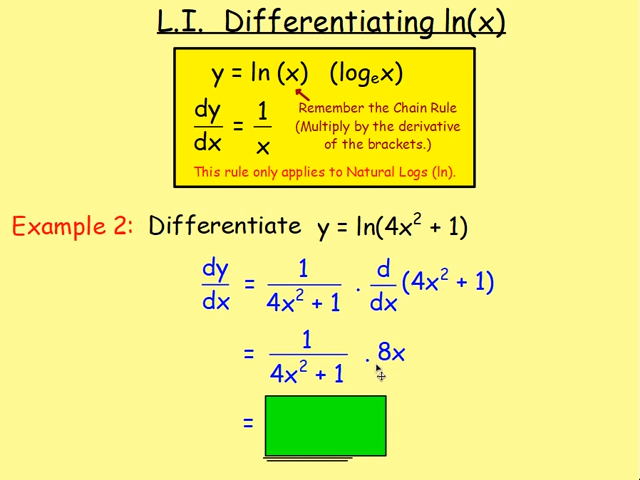 L.I. Differentiating ln(x)
y = ln (x) (logₑx)
dy/dx = 1/x
Remember the Chain Rule
(Multiply by the derivative
of the brackets.)
This rule only applies to Natural Logs (ln).
Example 2: Differentiate y = ln(4x² + 1)
dy/dx = 1/(4x² + 1) . d/dx (4x² + 1)
= 1/(4x² + 1) . 8x
=